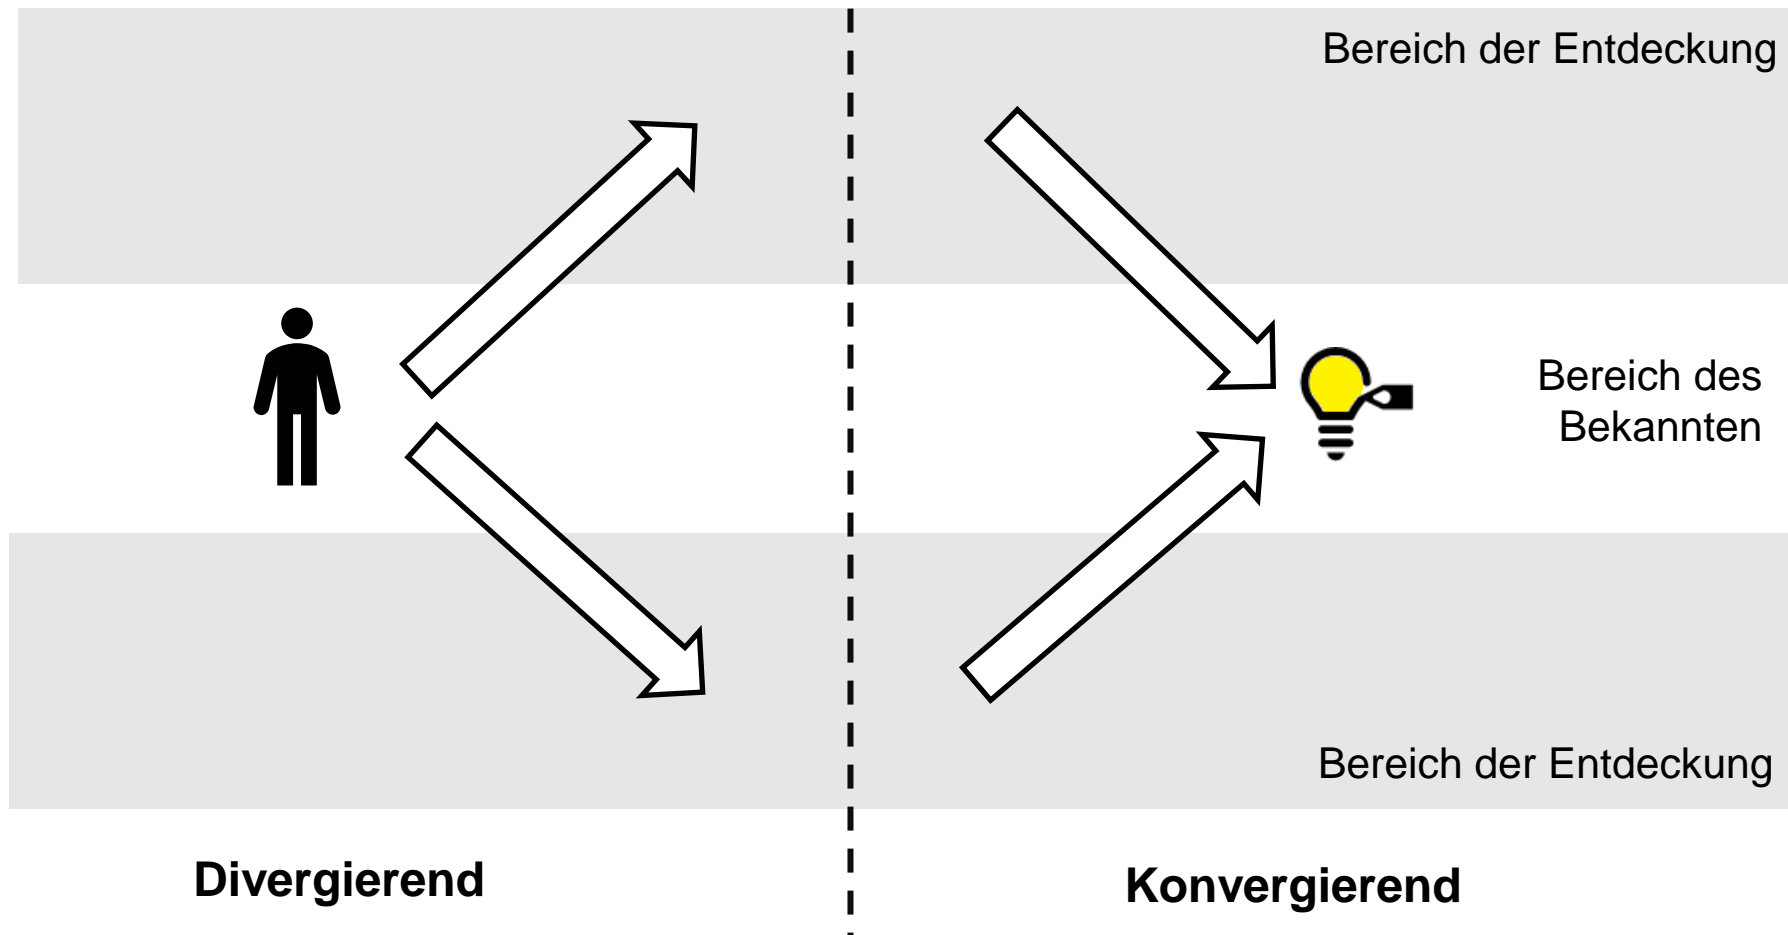 Bereich der Entdeckung
Bereich des
Bekannten
Bereich der Entdeckung
Divergierend
Konvergierend